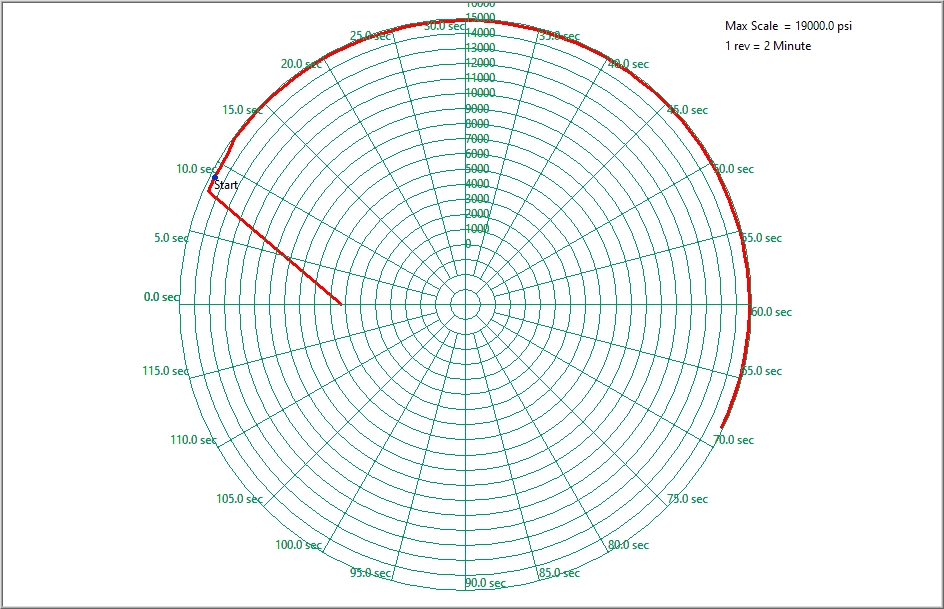 Max Scale = 19000.0 psi
1 rev = 2 Minute
15000
14000
13000
12000
11000
10000
9000
8000
7000
6000
5000
4000
3000
2000
1000
0
30.0 sec
35.0 sec
25.0 sec
40.0 sec
20.0 sec
45.0 sec
15.0 sec
50.0 sec
10.0 sec
Start
55.0 sec
5.0 sec
0.0 sec
60.0 sec
115.0 sec
65.0 sec
110.0 sec
70.0 sec
105.0 sec
75.0 sec
100.0 sec
80.0 sec
95.0 sec
85.0 sec
90.0 sec